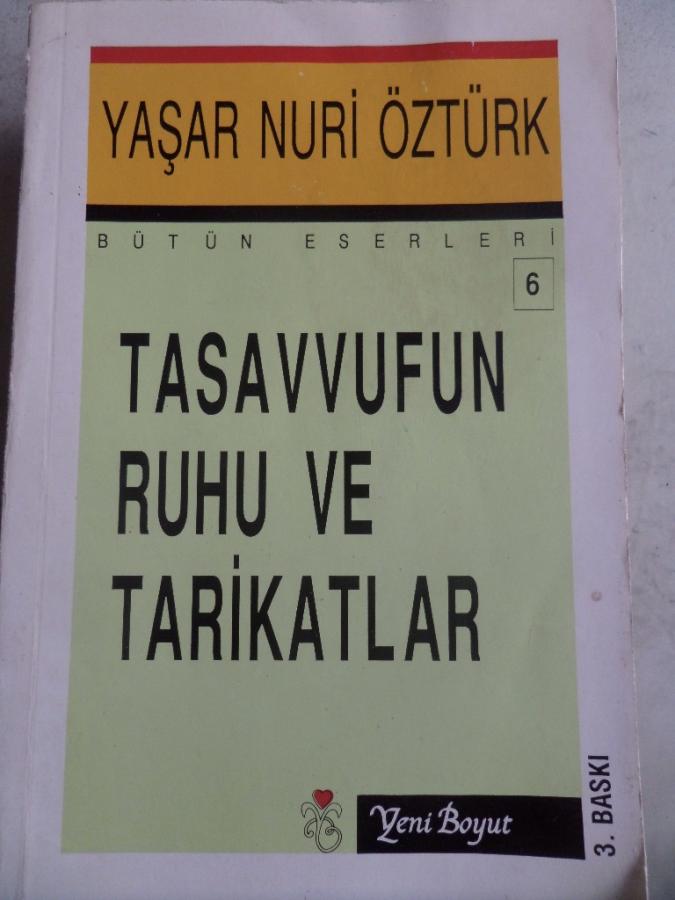 YAŞAR NURİ ÖZTÜRK
BÜTÜN ESERLERİ
6
TASAVVUFUN
RUHU VE
TARİKATLAR
Yeni Boyut
3. BASKI